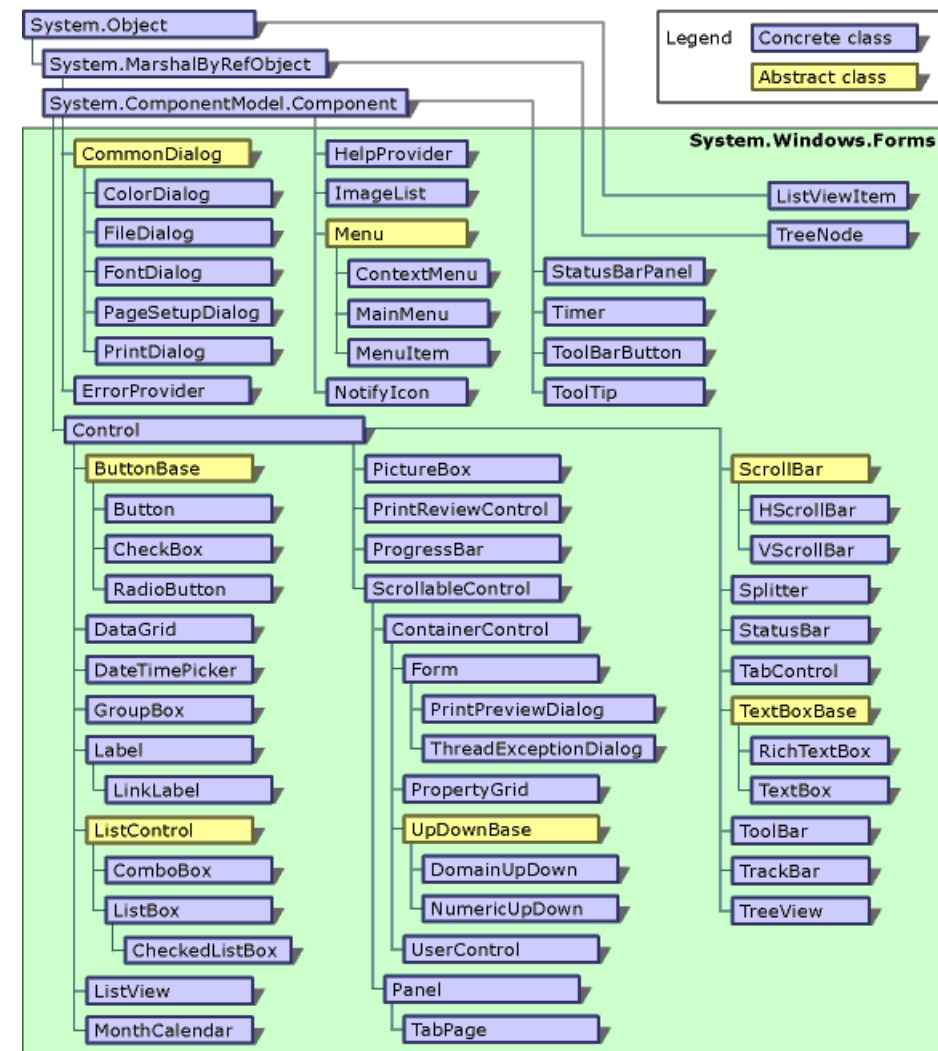 System.Object
Legend
Concrete class
Abstract class
System.MarshalByRefObject
System.ComponentModel.Component
System.Windows.Forms
CommonDialog
ColorDialog
FileDialog
FontDialog
PageSetupDialog
PrintDialog
ErrorProvider
HelpProvider
ImageList
Menu
ContextMenu
MainMenu
MenuItem
NotifyIcon
ListViewItem
TreeNode
StatusBarPanel
Timer
ToolBarButton
ToolTip
Control
ButtonBase
Button
CheckBox
RadioButton
DataGrid
DateTimePicker
GroupBox
Label
LinkLabel
ListControl
ComboBox
ListBox
CheckedListBox
ListView
MonthCalendar
PictureBox
PrintReviewControl
ProgressBar
ScrollableControl
ContainerControl
Form
PrintPreviewDialog
ThreadExceptionDialog
PropertyGrid
UpDownBase
DomainUpDown
NumericUpDown
UserControl
Panel
TabPage
ScrollBar
HScrollBar
VScrollBar
Splitter
StatusBar
TabControl
TextBoxBase
RichTextBox
TextBox
ToolBar
TrackBar
TreeView